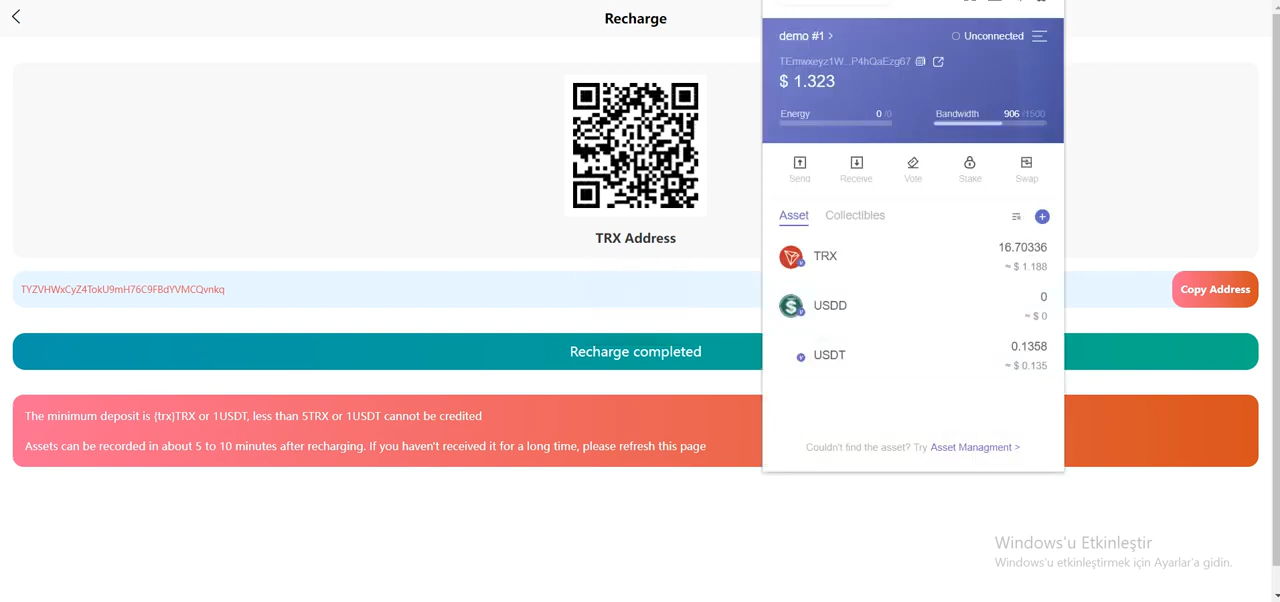 Recharge
TRX Address
TYZVHWxCyZ4TokU9mH76C9FBdYVMCQvnkq
Copy Address
Recharge completed
The minimum deposit is {trx}TRX or 1USDT, less than 5TRX or 1USDT cannot be credited
Assets can be recorded in about 5 to 10 minutes after recharging. If you haven't received it for a long time, please refresh this page
demo #1 >
Unconnected
TEmwxeyz1W...P4hQaEzg67
$ 1.323
Energy 0 /0
Bandwidth 906 /1500
Send Receive Vote Stake Swap
Asset Collectibles
TRX 16.70336
≈ $ 1.188
USDD 0
≈ $ 0
USDT 0.1358
≈ $ 0.135
Couldn't find the asset? Try Asset Managment >
Windows'u Etkinleştir
Windows'u etkinleştirmek için Ayarlar'a gidin.